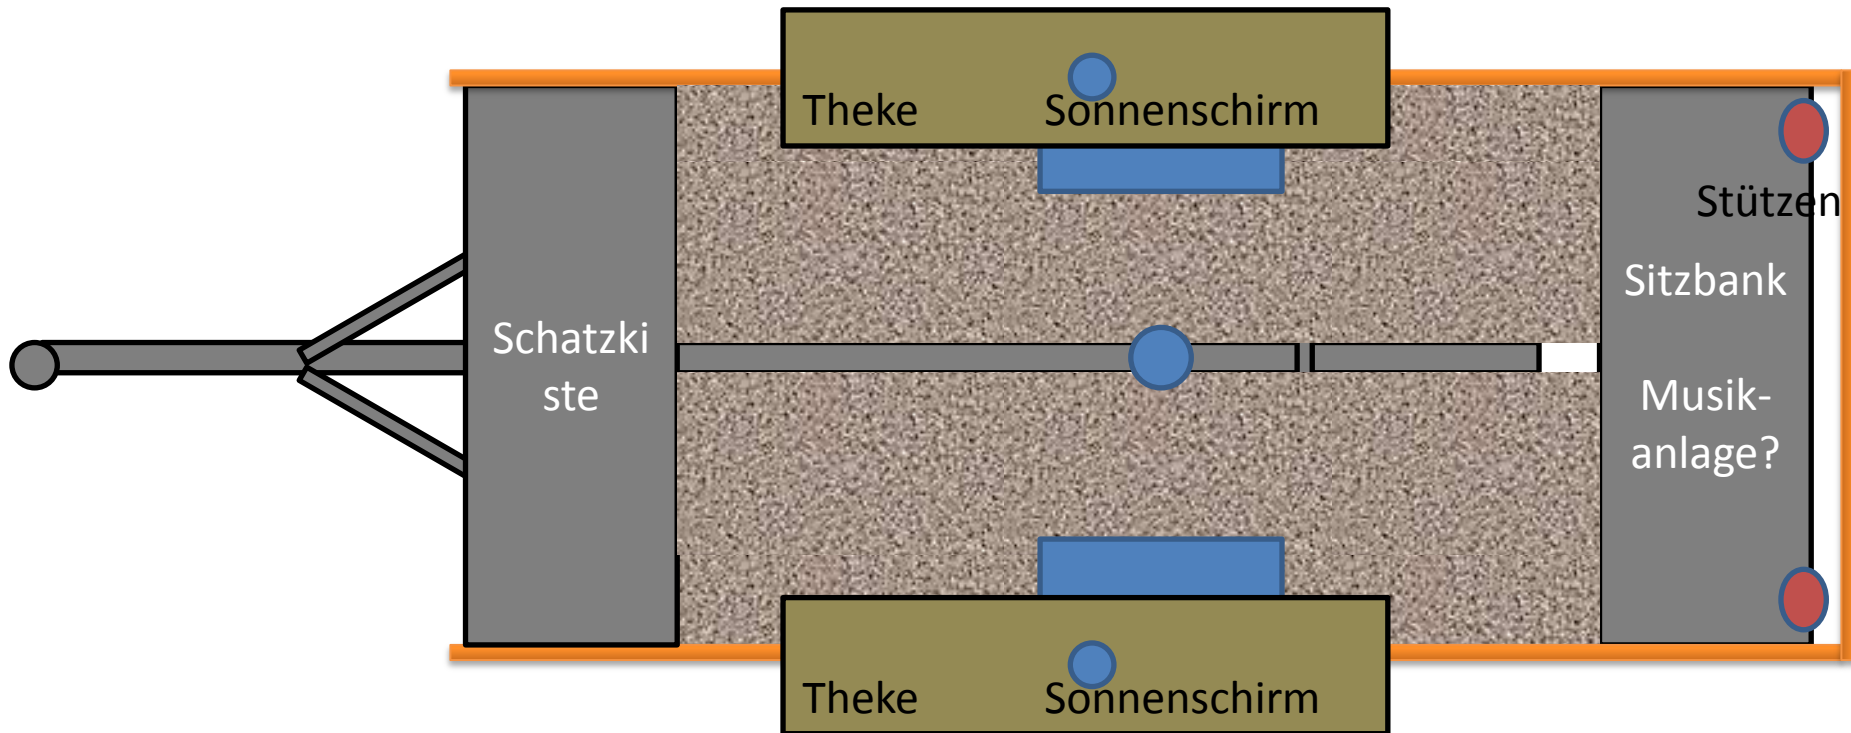 Theke Sonnenschirm
Stützen
Schatzki
ste
Sitzbank
Musik-
anlage?
Theke Sonnenschirm